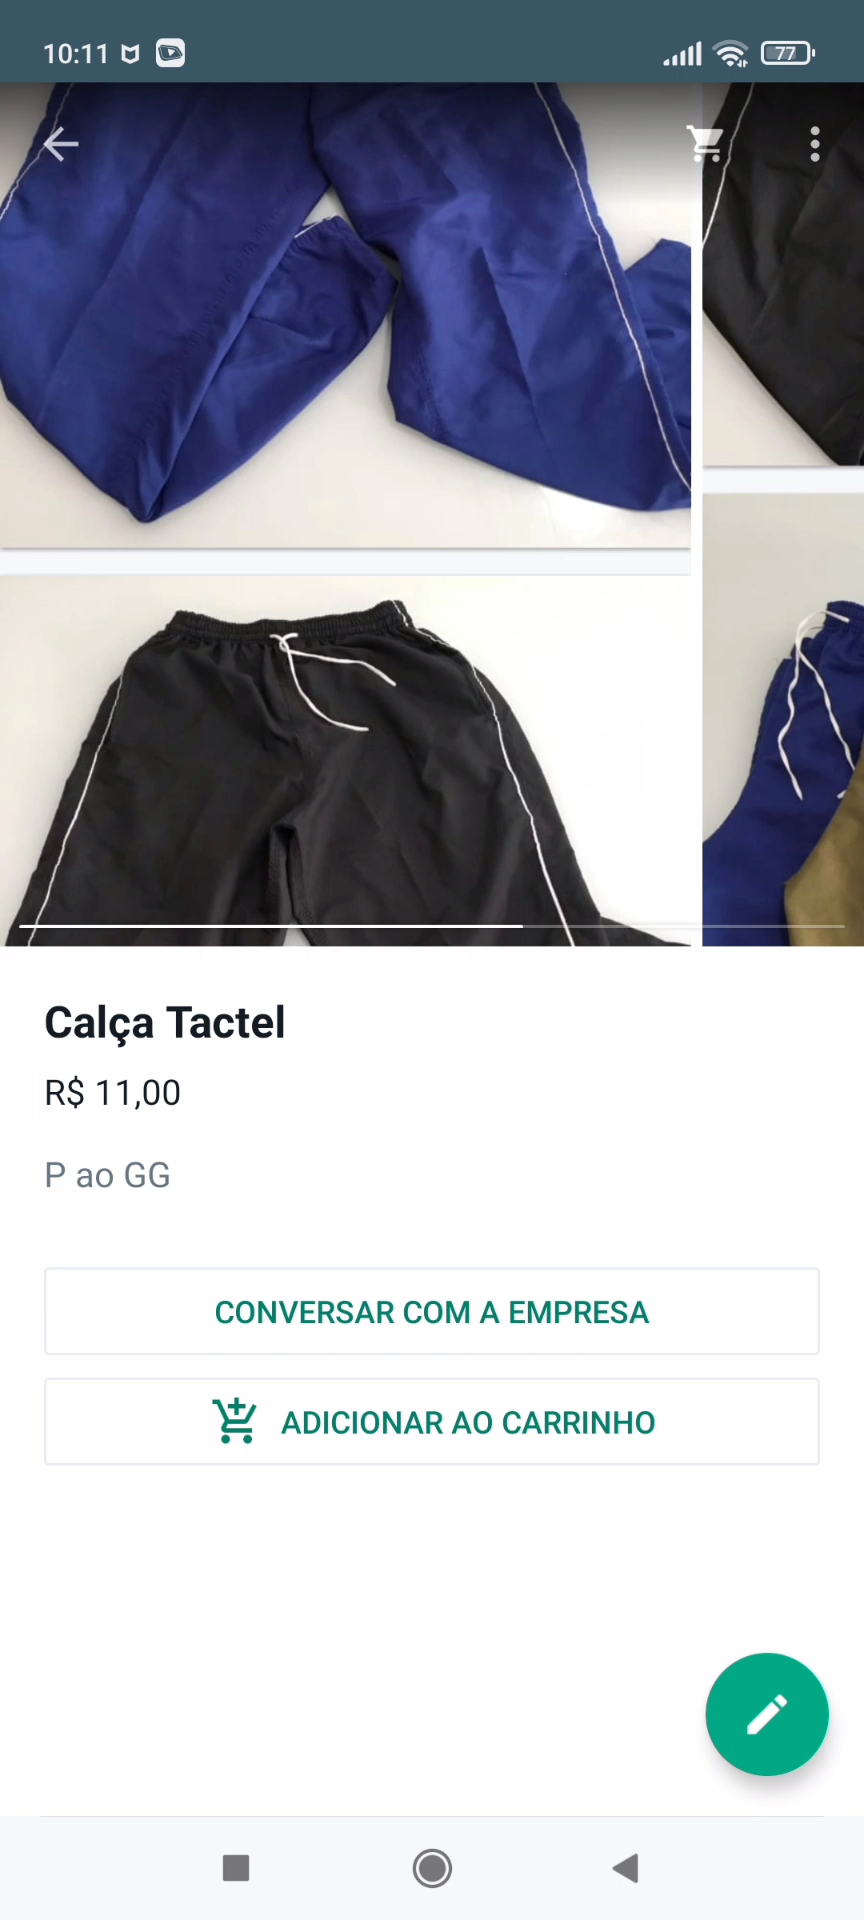 10:11
77
Calça Tactel
R$ 11,00
P ao GG
CONVERSAR COM A EMPRESA
ADICIONAR AO CARRINHO